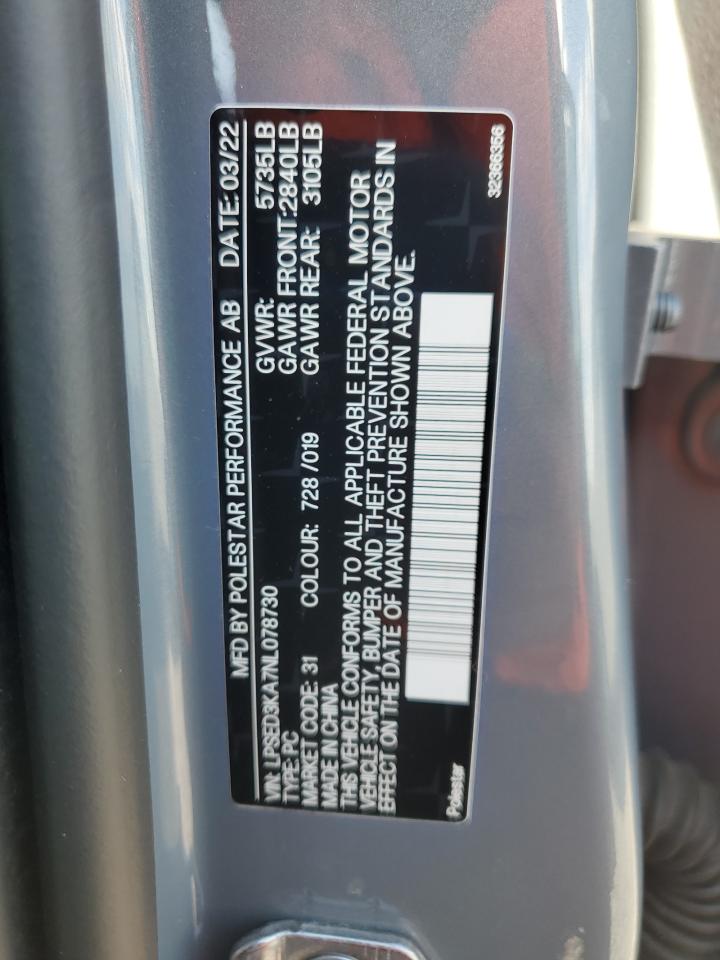 MFD BY POLESTAR PERFORMANCE AB DATE: 03/22
VIN: LPSED3KA7NL078730 GVWR: 5735LB
TYPE: PC GAWR FRONT:2840LB
MARKET CODE: 31 COLOUR: 728 /019 GAWR REAR: 3105LB
MADE IN CHINA
THIS VEHICLE CONFORMS TO ALL APPLICABLE FEDERAL MOTOR
VEHICLE SAFETY, BUMPER AND THEFT PREVENTION STANDARDS IN
EFFECT ON THE DATE OF MANUFACTURE SHOWN ABOVE.
Polestar 32366356